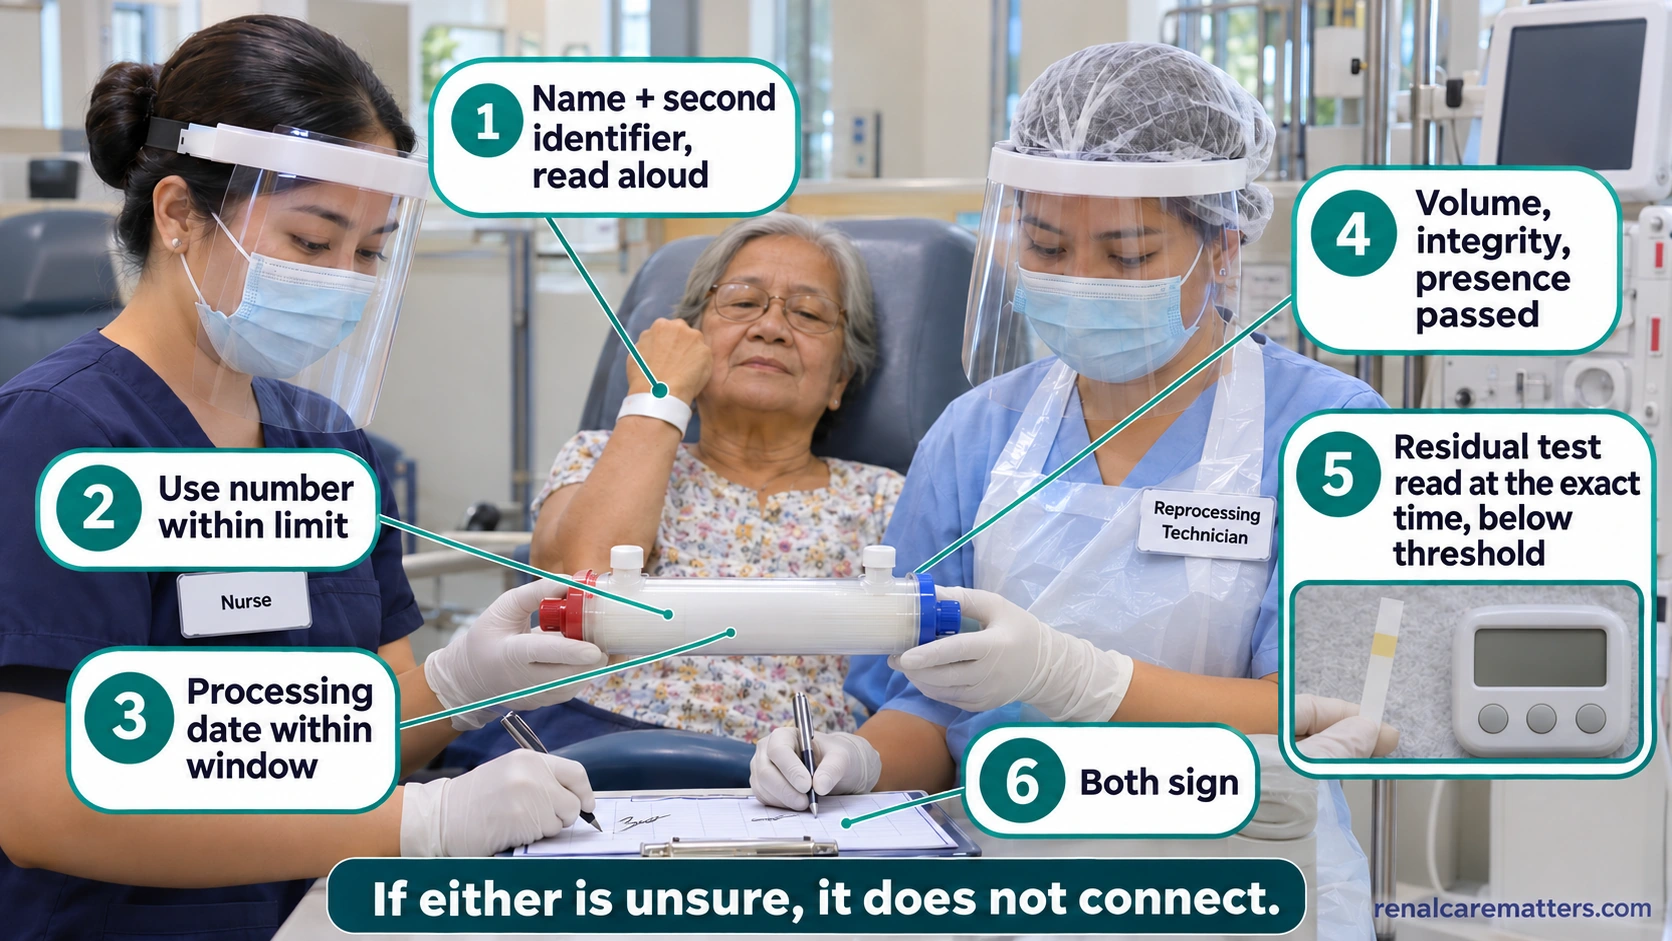 1
Name + second
identifier,
read aloud
2
Use number
within limit
Nurse
3
Processing
date within
window
4
Volume,
integrity,
presence
passed
Reprocessing
Technician
5
Residual test
read at the exact
time, below
threshold
6
Both sign
If either is unsure, it does not connect.
renalcarematters.com